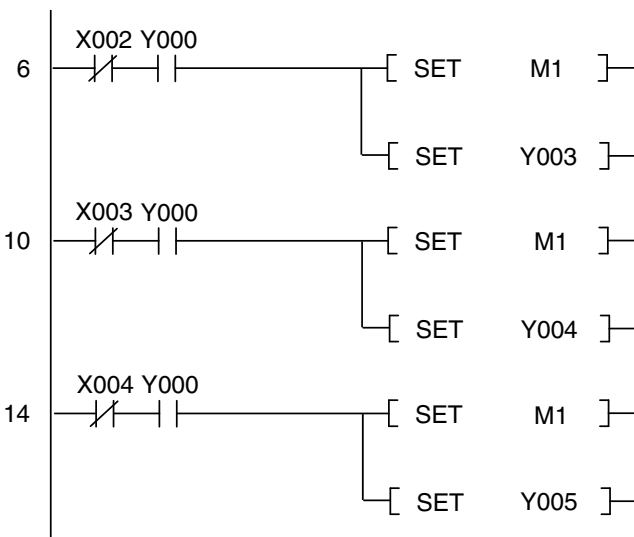 X002 Y000
6 SET M1
SET Y003
X003 Y000
10 SET M1
SET Y004
X004 Y000
14 SET M1
SET Y005